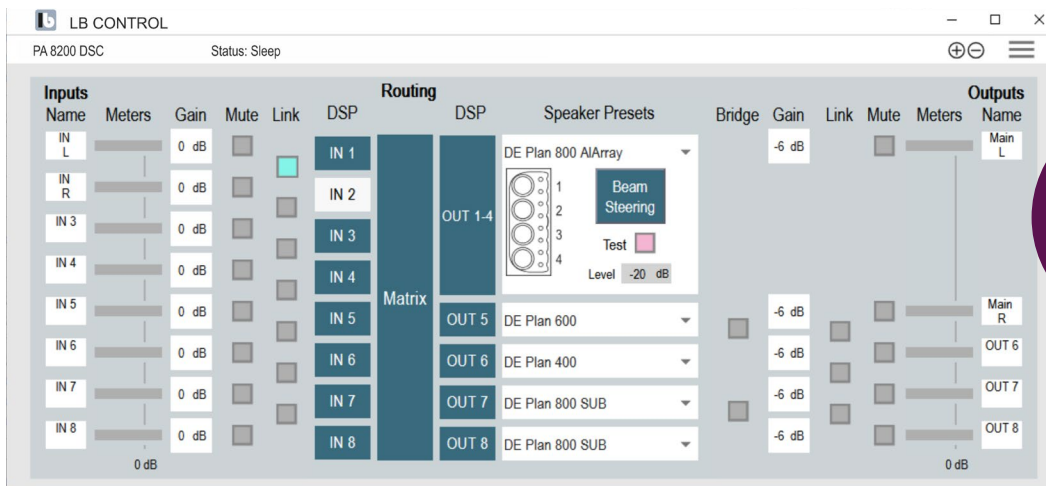 LB CONTROL
PA 8200 DSC Status: Sleep
Inputs Routing Outputs
Name Meters Gain Mute Link DSP DSP Speaker Presets Bridge Gain Link Mute Meters Name
IN L 0 dB IN 1 DE Plan 800 AIArray -6 dB Main L
IN R 0 dB IN 2 1 Beam Steering
OUT 1-4 2
IN 3 0 dB IN 3 3 Test
IN 4 0 dB IN 4 4 Level -20 dB
Matrix
IN 5 0 dB IN 5 OUT 5 DE Plan 600 -6 dB Main R
IN 6 0 dB IN 6 OUT 6 DE Plan 400 -6 dB OUT 6
IN 7 0 dB IN 7 OUT 7 DE Plan 800 SUB -6 dB OUT 7
IN 8 0 dB IN 8 OUT 8 DE Plan 800 SUB -6 dB OUT 8
0 dB 0 dB